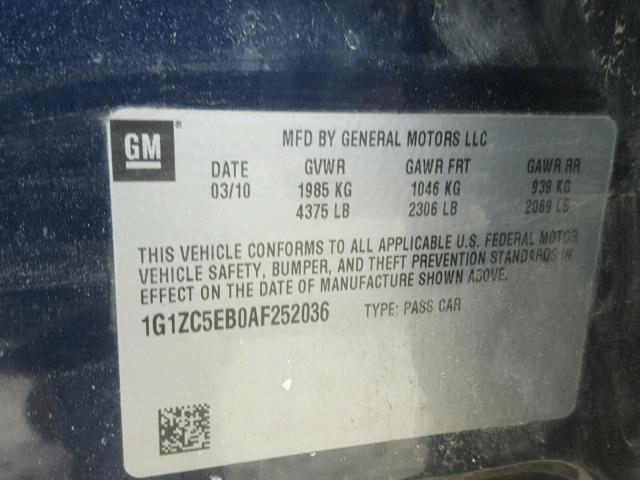 GM
MFD BY GENERAL MOTORS LLC
DATE GVWR GAWR FRT GAWR RR
03/10 1985 KG 1046 KG 939 KG
4375 LB 2306 LB 2069 LB
THIS VEHICLE CONFORMS TO ALL APPLICABLE U.S. FEDERAL MOTOR
VEHICLE SAFETY, BUMPER, AND THEFT PREVENTION STANDARDS IN
EFFECT ON THE DATE OF MANUFACTURE SHOWN ABOVE.
1G1ZC5EB0AF252036 TYPE: PASS CAR